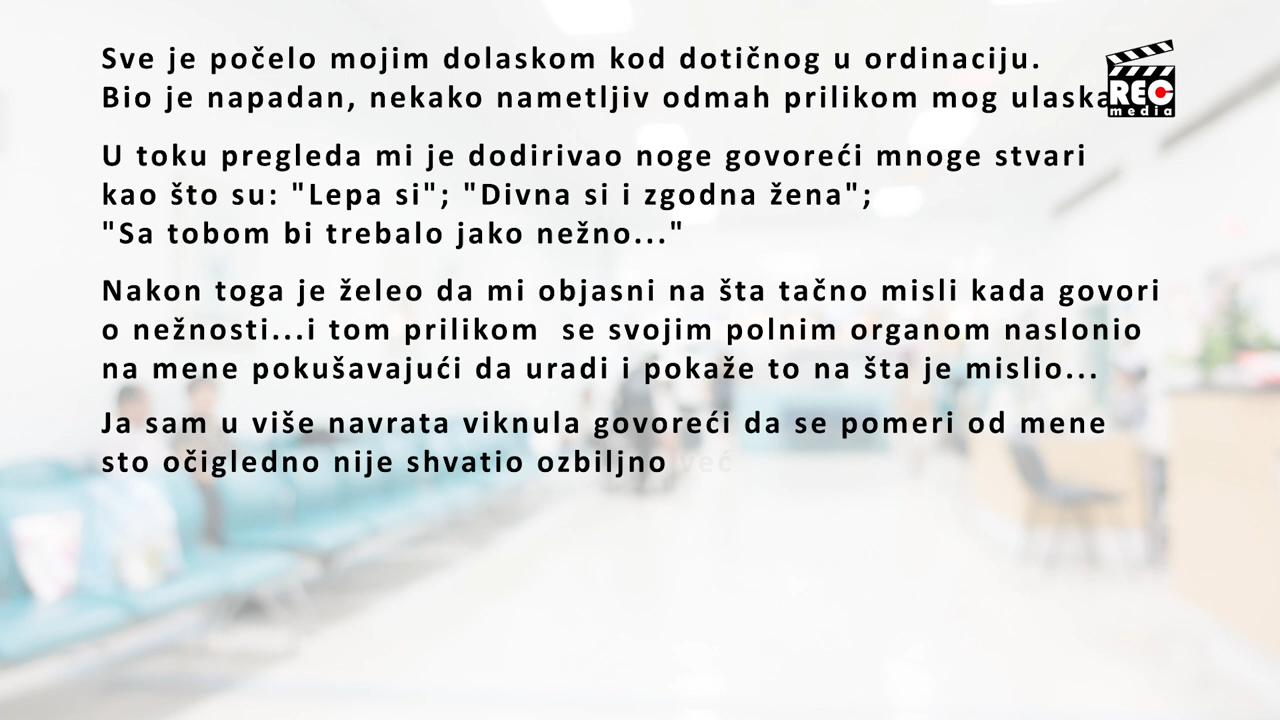 Sve je počelo mojim dolaskom kod dotičnog u ordinaciju.
Bio je napadan, nekako nametljiv odmah prilikom mog ulaska
REC
media
U toku pregleda mi je dodirivao noge govoreći mnoge stvari
kao što su: "Lepa si"; "Divna si i zgodna žena";
"Sa tobom bi trebalo jako nežno..."
Nakon toga je želeo da mi objasni na šta tačno misli kada govori
o nežnosti...i tom prilikom se svojim polnim organom naslonio
na mene pokušavajući da uradi i pokaže to na šta je mislio...
Ja sam u više navrata viknula govoreći da se pomeri od mene
sto očigledno nije shvatio ozbiljno već